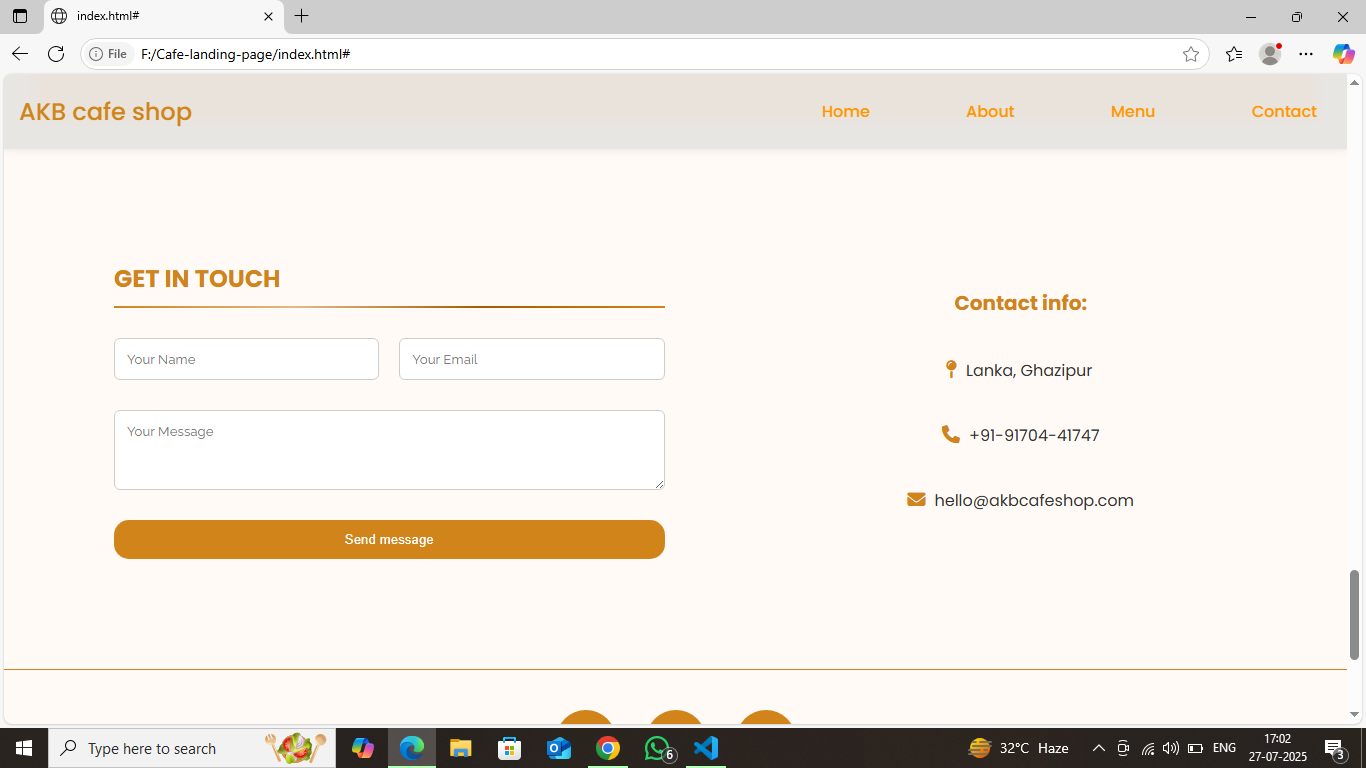 index.html#
File F:/Cafe-landing-page/index.html#
AKB cafe shop Home About Menu Contact
GET IN TOUCH
Your Name Your Email
Your Message
Send message
Contact info:
Lanka, Ghazipur
+91-91704-41747
hello@akbcafeshop.com
Type here to search 6 32°C Haze ENG 17:02
27-07-2025 3